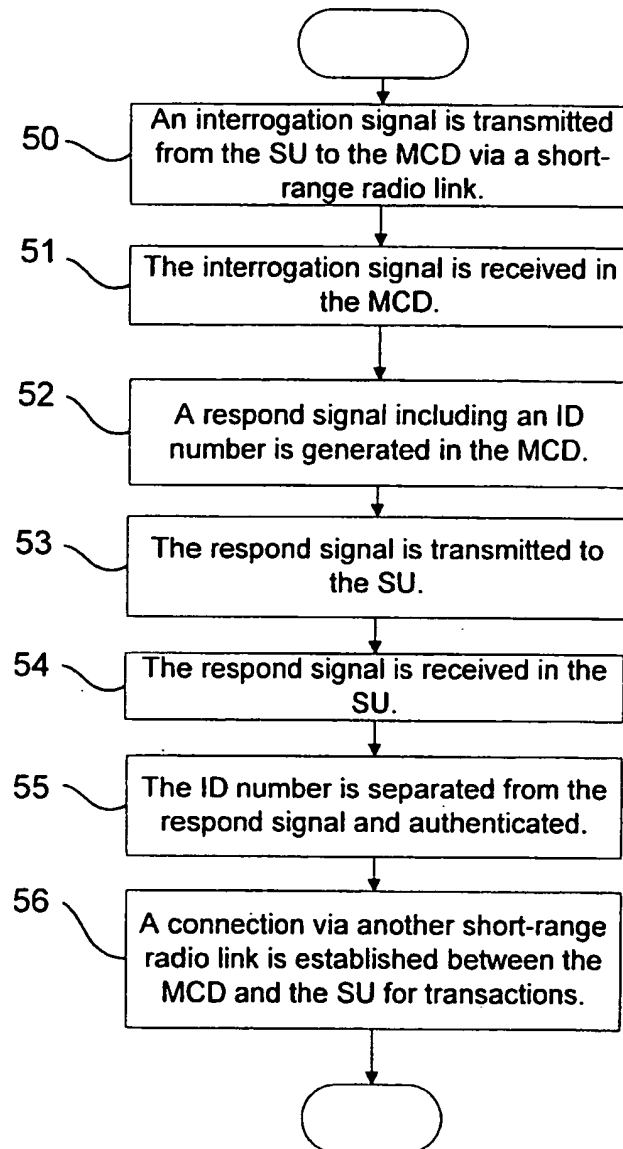 50
An interrogation signal is transmitted
from the SU to the MCD via a short-
range radio link.
51
The interrogation signal is received in
the MCD.
52
A respond signal including an ID
number is generated in the MCD.
53
The respond signal is transmitted to
the SU.
54
The respond signal is received in the
SU.
55
The ID number is separated from the
respond signal and authenticated.
56
A connection via another short-range
radio link is established between the
MCD and the SU for transactions.